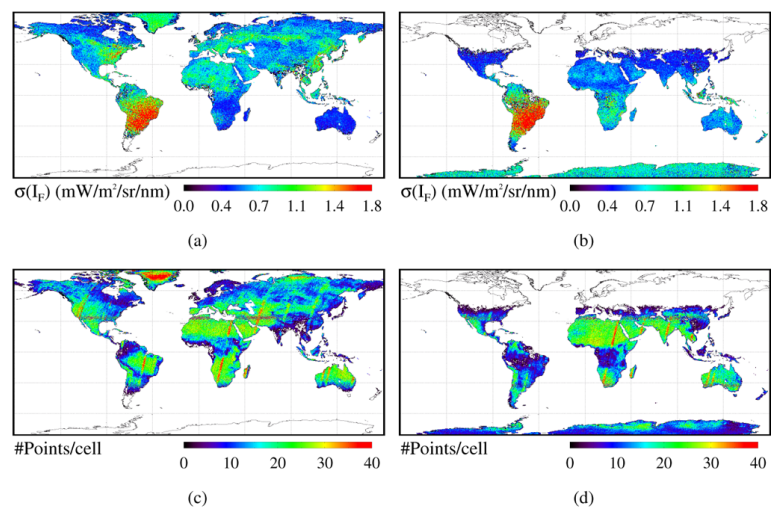 σ(I_F) (mW/m²/sr/nm)
0.0 0.4 0.7 1.1 1.4 1.8
(a)
σ(I_F) (mW/m²/sr/nm)
0.0 0.4 0.7 1.1 1.4 1.8
(b)
#Points/cell
0 10 20 30 40
(c)
#Points/cell
0 10 20 30 40
(d)